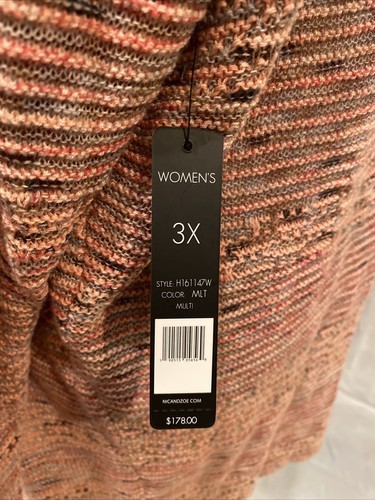 WOMEN'S
3X
STYLE: H161147W
COLOR: MLT
MULTI
NICANDZOE.COM
$178.00